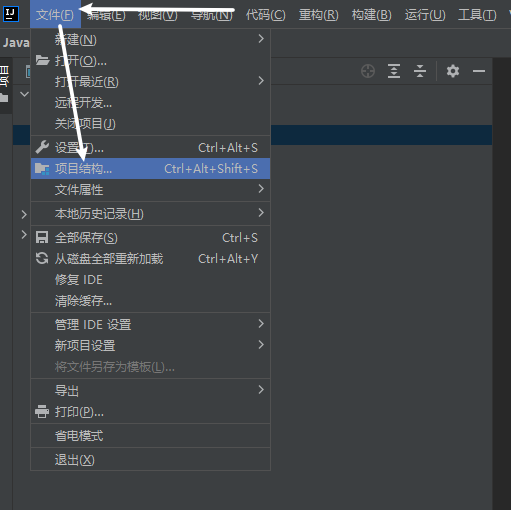 文件(F) 编辑(E) 视图(V) 导航(N) 代码(C) 重构(R) 构建(B) 运行(U) 工具(T)
Java
新建(N)
打开(O)...
打开最近(R)
远程开发...
关闭项目(J)
设置(T)... Ctrl+Alt+S
项目结构... Ctrl+Alt+Shift+S
文件属性
本地历史记录(H)
全部保存(S) Ctrl+S
从磁盘全部重新加载 Ctrl+Alt+Y
修复 IDE
清除缓存...
管理 IDE 设置
新项目设置
将文件另存为模板(L)...
导出
打印(P)...
省电模式
退出(X)